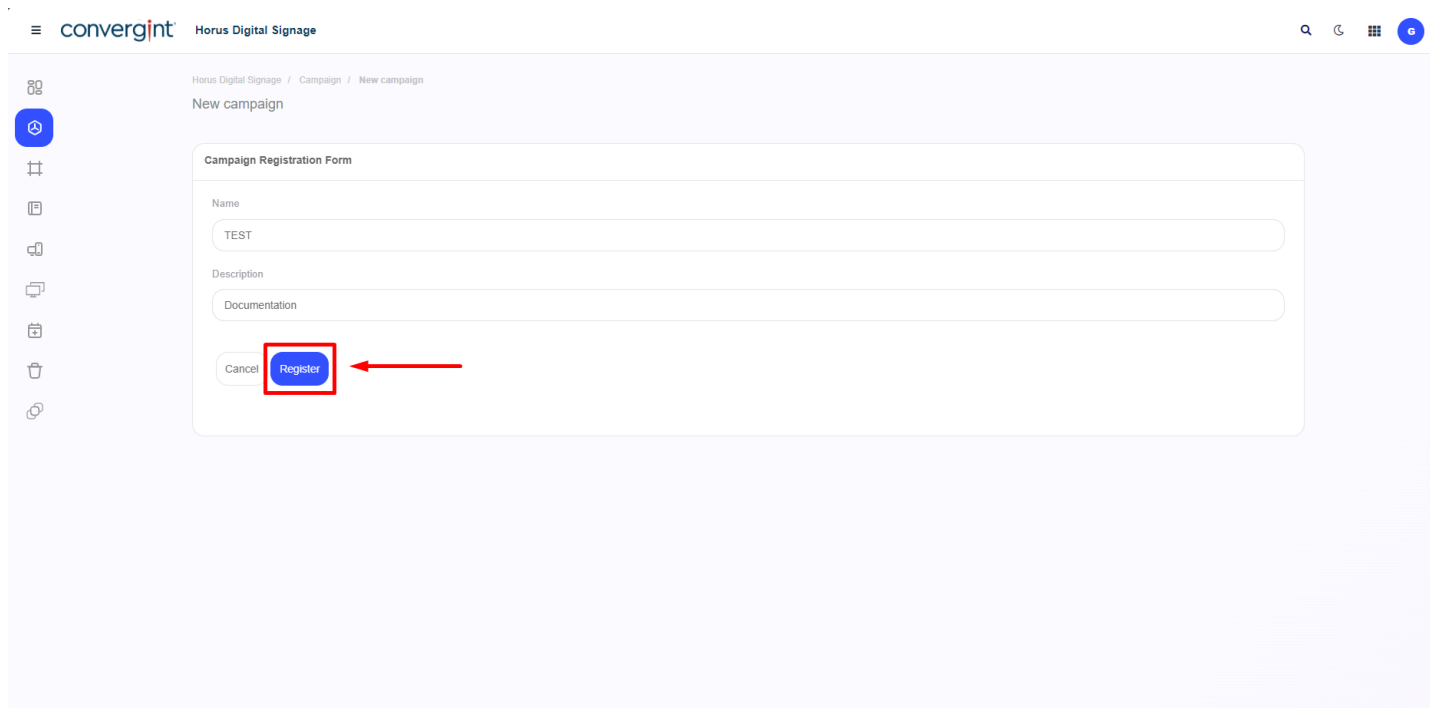 convergint Horus Digital Signage G
Horus Digital Signage / Campaign / New campaign
New campaign
Campaign Registration Form
Name
TEST
Description
Documentation
Cancel Register